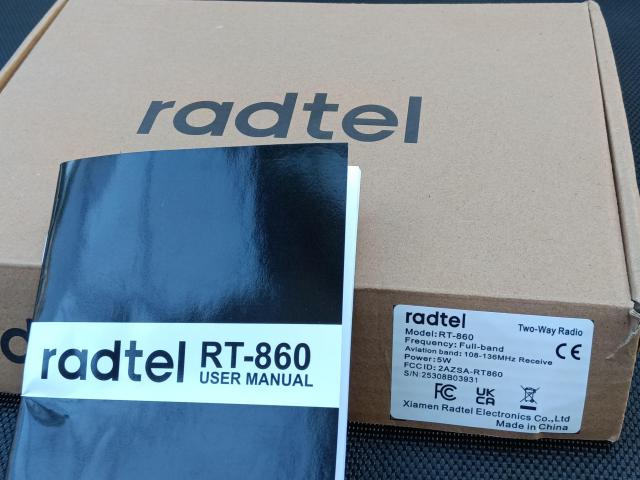 radtel
radtel RT-860
USER MANUAL
radtel Two-Way Radio
Model: RT-860
Frequency: Full-band
Aviation band: 108-136MHz Receive
Power: 5W
FCC ID: 2AZSA-RT860
S/N: 25308B03931
CE
FC
UK
CA
Xiamen Radtel Electronics Co.,Ltd
Made in China